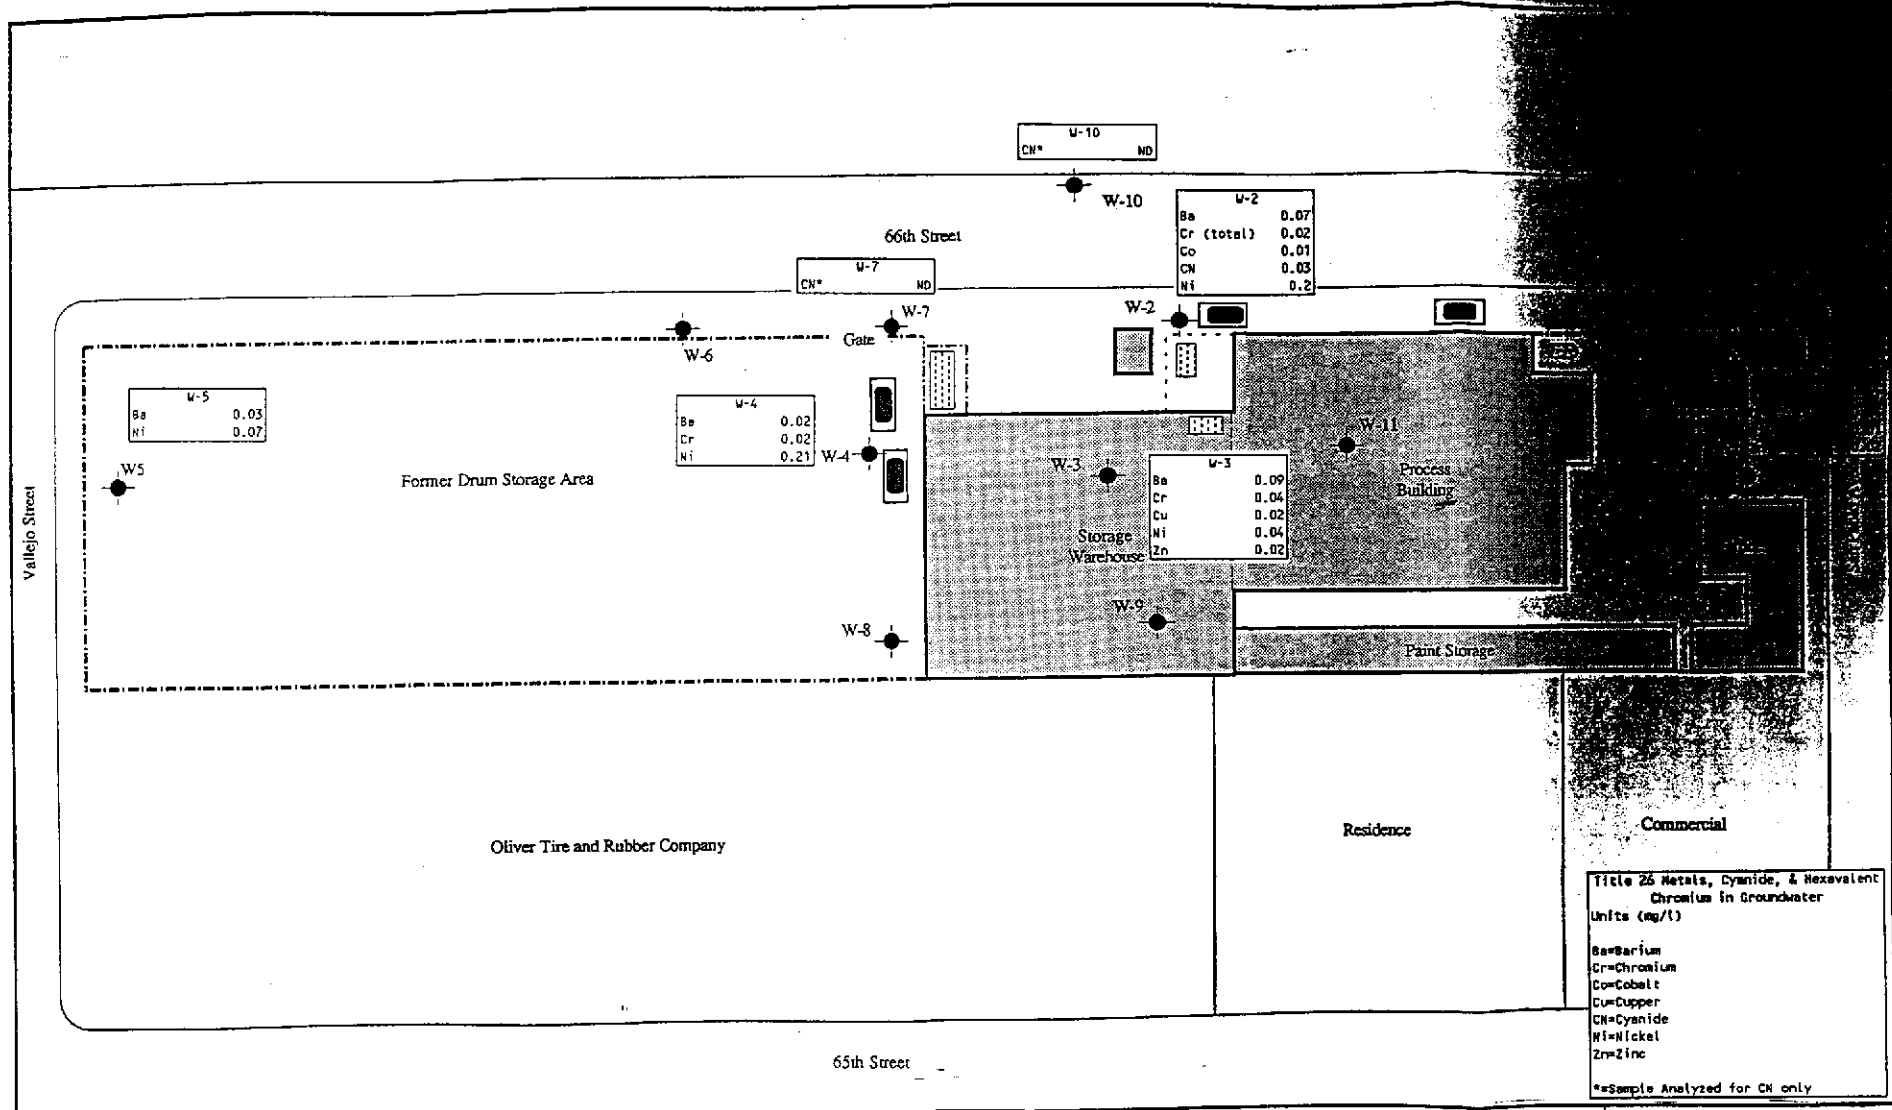 W-10
CN* ND
W-10
66th Street
W-2
Ba 0.07
Cr (total) 0.02
Co 0.01
CN 0.03
Ni 0.2
W-7
CN* ND
W-7
W-2
W-6
Gate
W-5
Ba 0.03
Ni 0.07
W-4
Ba 0.02
Cr 0.02
Ni 0.21
W5
Former Drum Storage Area
W-4
W-3
W-11
W-3
Ba 0.09
Cr 0.04
Cu 0.02
Ni 0.04
Zn 0.02
Process
Building
Storage
Warehouse
Vallejo Street
W-9
W-8
Paint Storage
Oliver Tire and Rubber Company
Residence
Commercial
Title 26 Metals, Cyanide, & Hexavalent
Chromium in Groundwater
Units (mg/l)
Ba=Barium
Cr=Chromium
Co=Cobalt
Cu=Cupper
CN=Cyanide
Ni=Nickel
Zn=Zinc
*=Sample Analyzed for CN only
65th Street